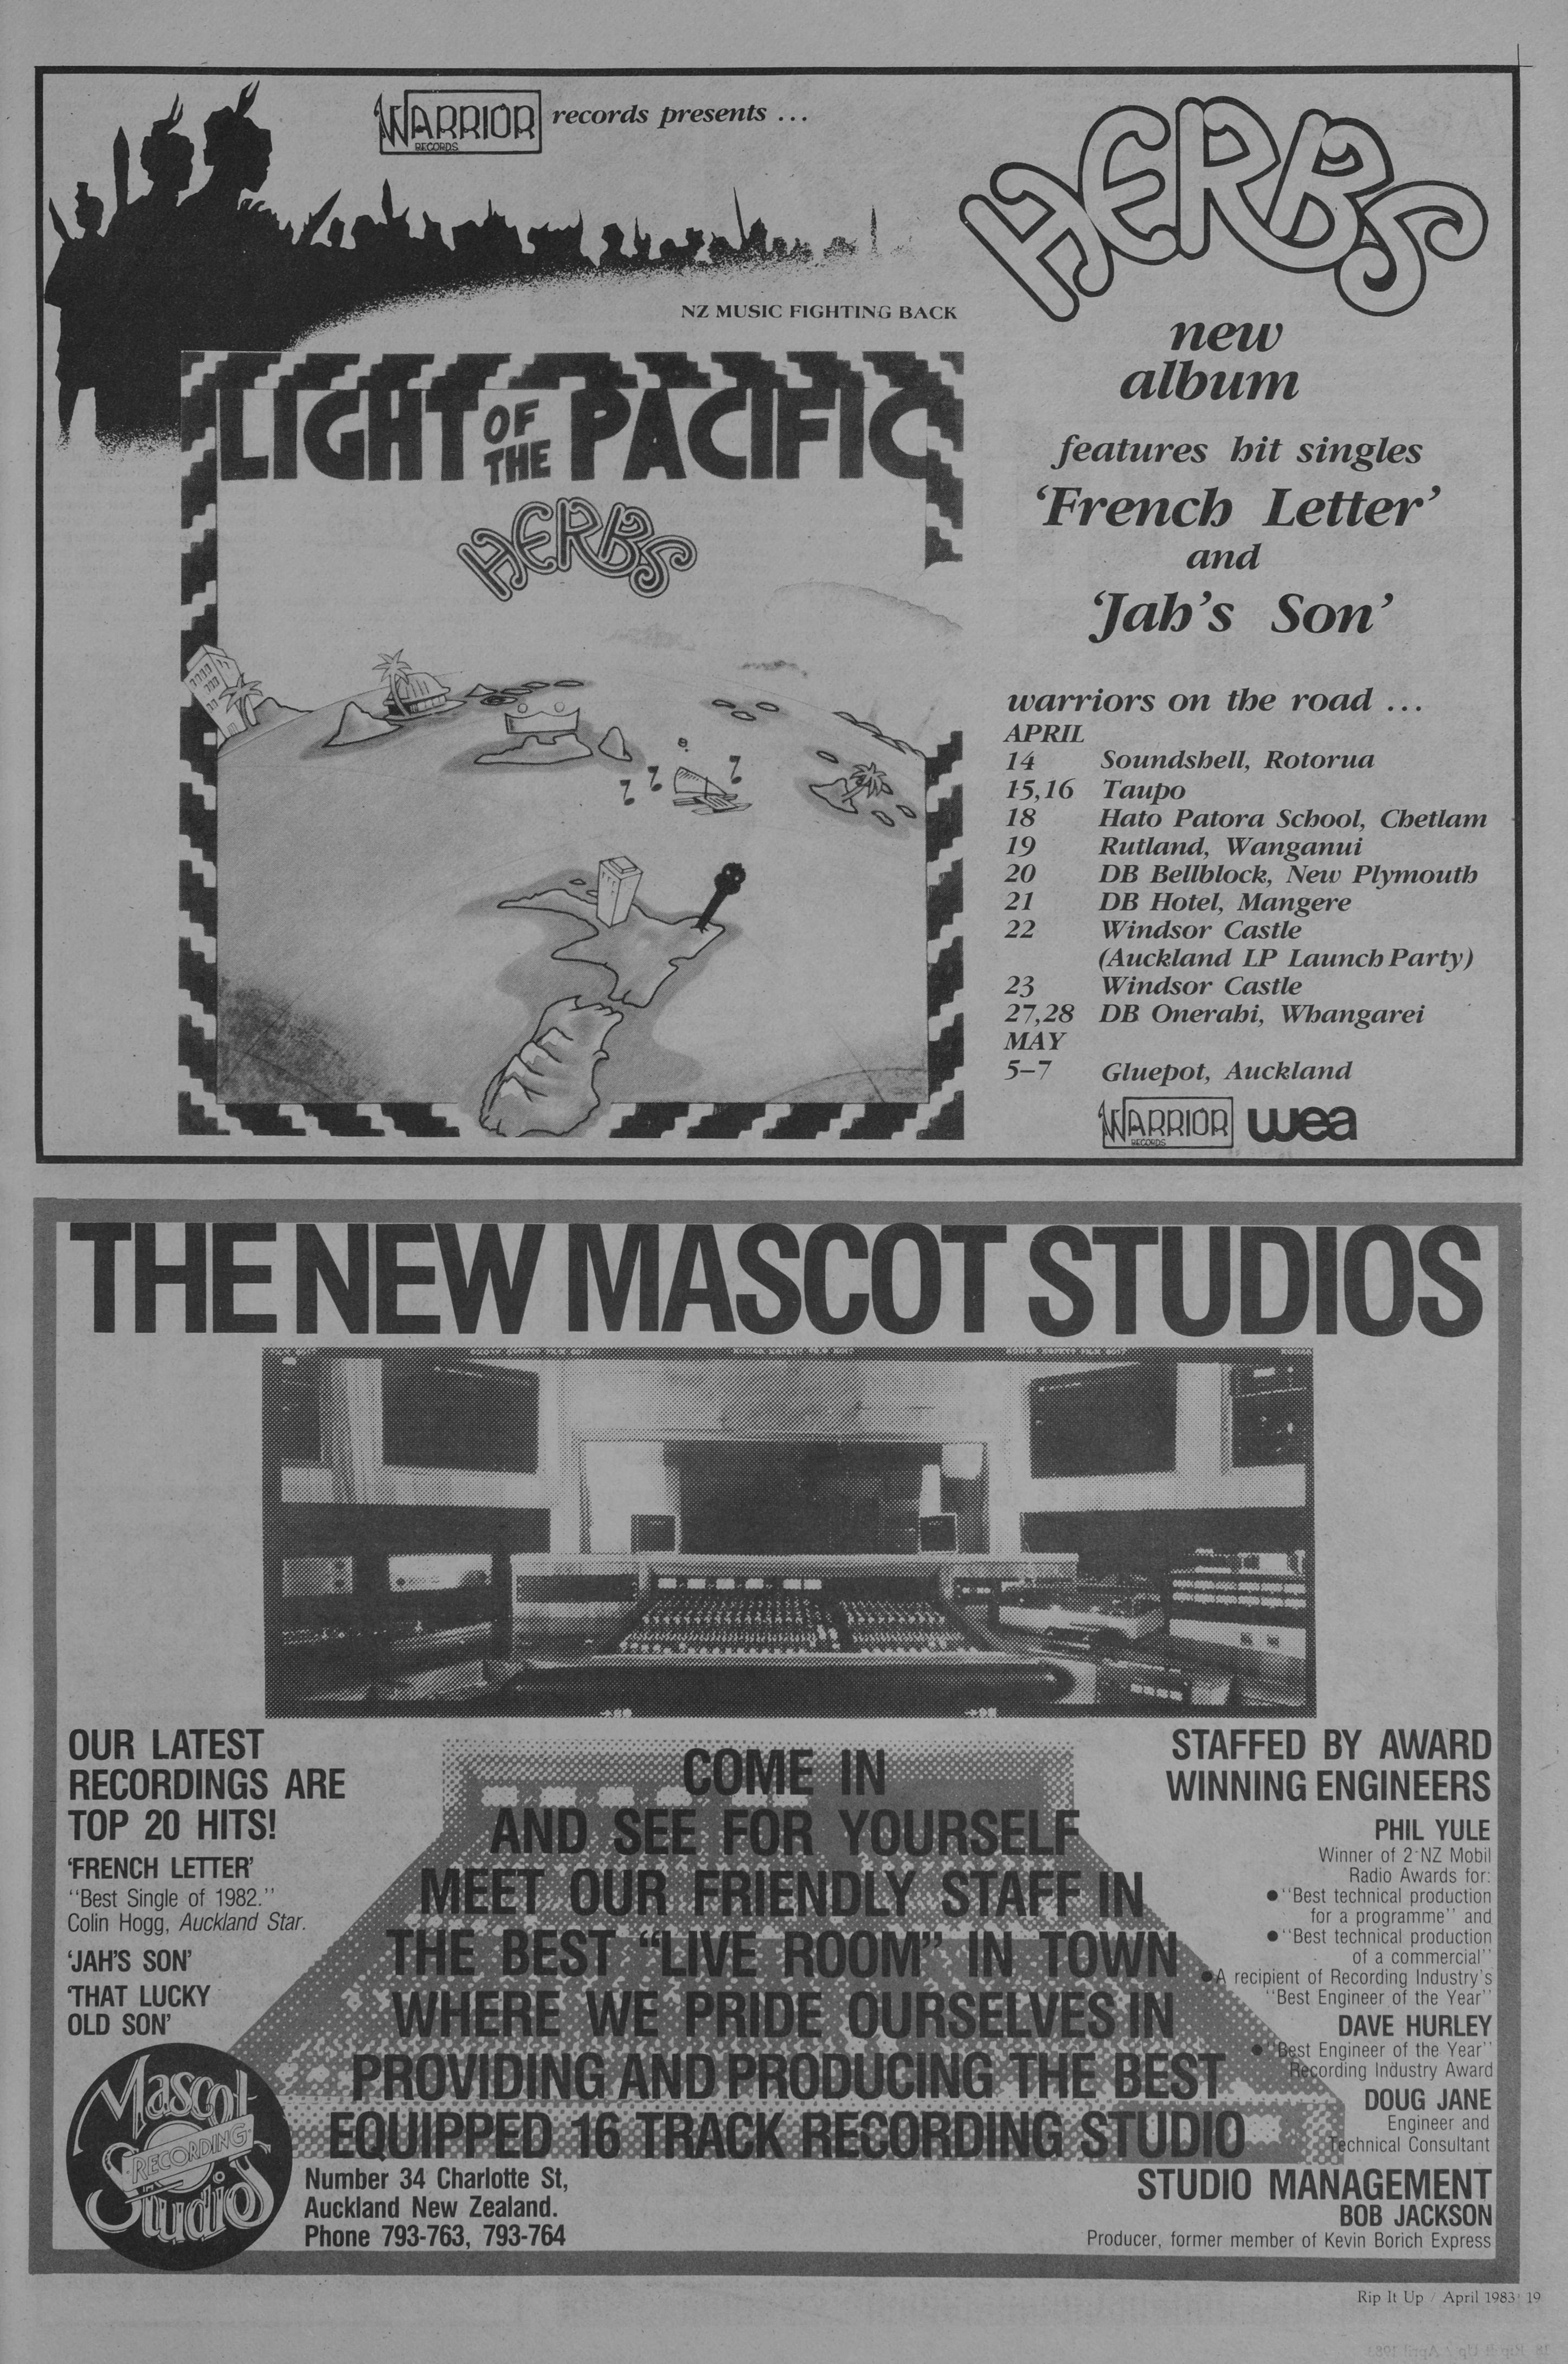 WARRIOR
RECORDS
records presents ...
HERBS
NZ MUSIC FIGHTING BACK
LIGHT OF THE PACIFIC
HERBS
new
album
features hit singles
‘French Letter’
and
‘Jah’s Son’
warriors on the road ...
APRIL
14 Soundshell, Rotorua
15,16 Taupo
18 Hato Patora School, Chetlam
19 Rutland, Wanganui
20 DB Bellblock, New Plymouth
21 DB Hotel, Mangere
22 Windsor Castle
(Auckland LP Launch Party)
23 Windsor Castle
27,28 DB Onerahi, Whangarei
MAY
5–7 Gluepot, Auckland
WARRIOR
RECORDS
wea
THE NEW MASCOT STUDIOS
OUR LATEST
RECORDINGS ARE
TOP 20 HITS!
‘FRENCH LETTER’
“Best Single of 1982.”
Colin Hogg, Auckland Star.
‘JAH’S SON’
‘THAT LUCKY
OLD SON’
Mascot
RECORDING
Studios
COME IN
AND SEE FOR YOURSELF
MEET OUR FRIENDLY STAFF IN
THE BEST “LIVE ROOM” IN TOWN
WHERE WE PRIDE OURSELVES IN
PROVIDING AND PRODUCING THE BEST
EQUIPPED 16 TRACK RECORDING STUDIO
Number 34 Charlotte St,
Auckland New Zealand.
Phone 793-763, 793-764
STAFFED BY AWARD
WINNING ENGINEERS
PHIL YULE
Winner of 2 NZ Mobil
Radio Awards for:
●“Best technical production
for a programme” and
●“Best technical production
of a commercial”
●A recipient of Recording Industry’s
“Best Engineer of the Year”
DAVE HURLEY
● “Best Engineer of the Year”
Recording Industry Award
DOUG JANE
Engineer and
Technical Consultant
STUDIO MANAGEMENT
BOB JACKSON
Producer, former member of Kevin Borich Express
Rip It Up / April 1983 19